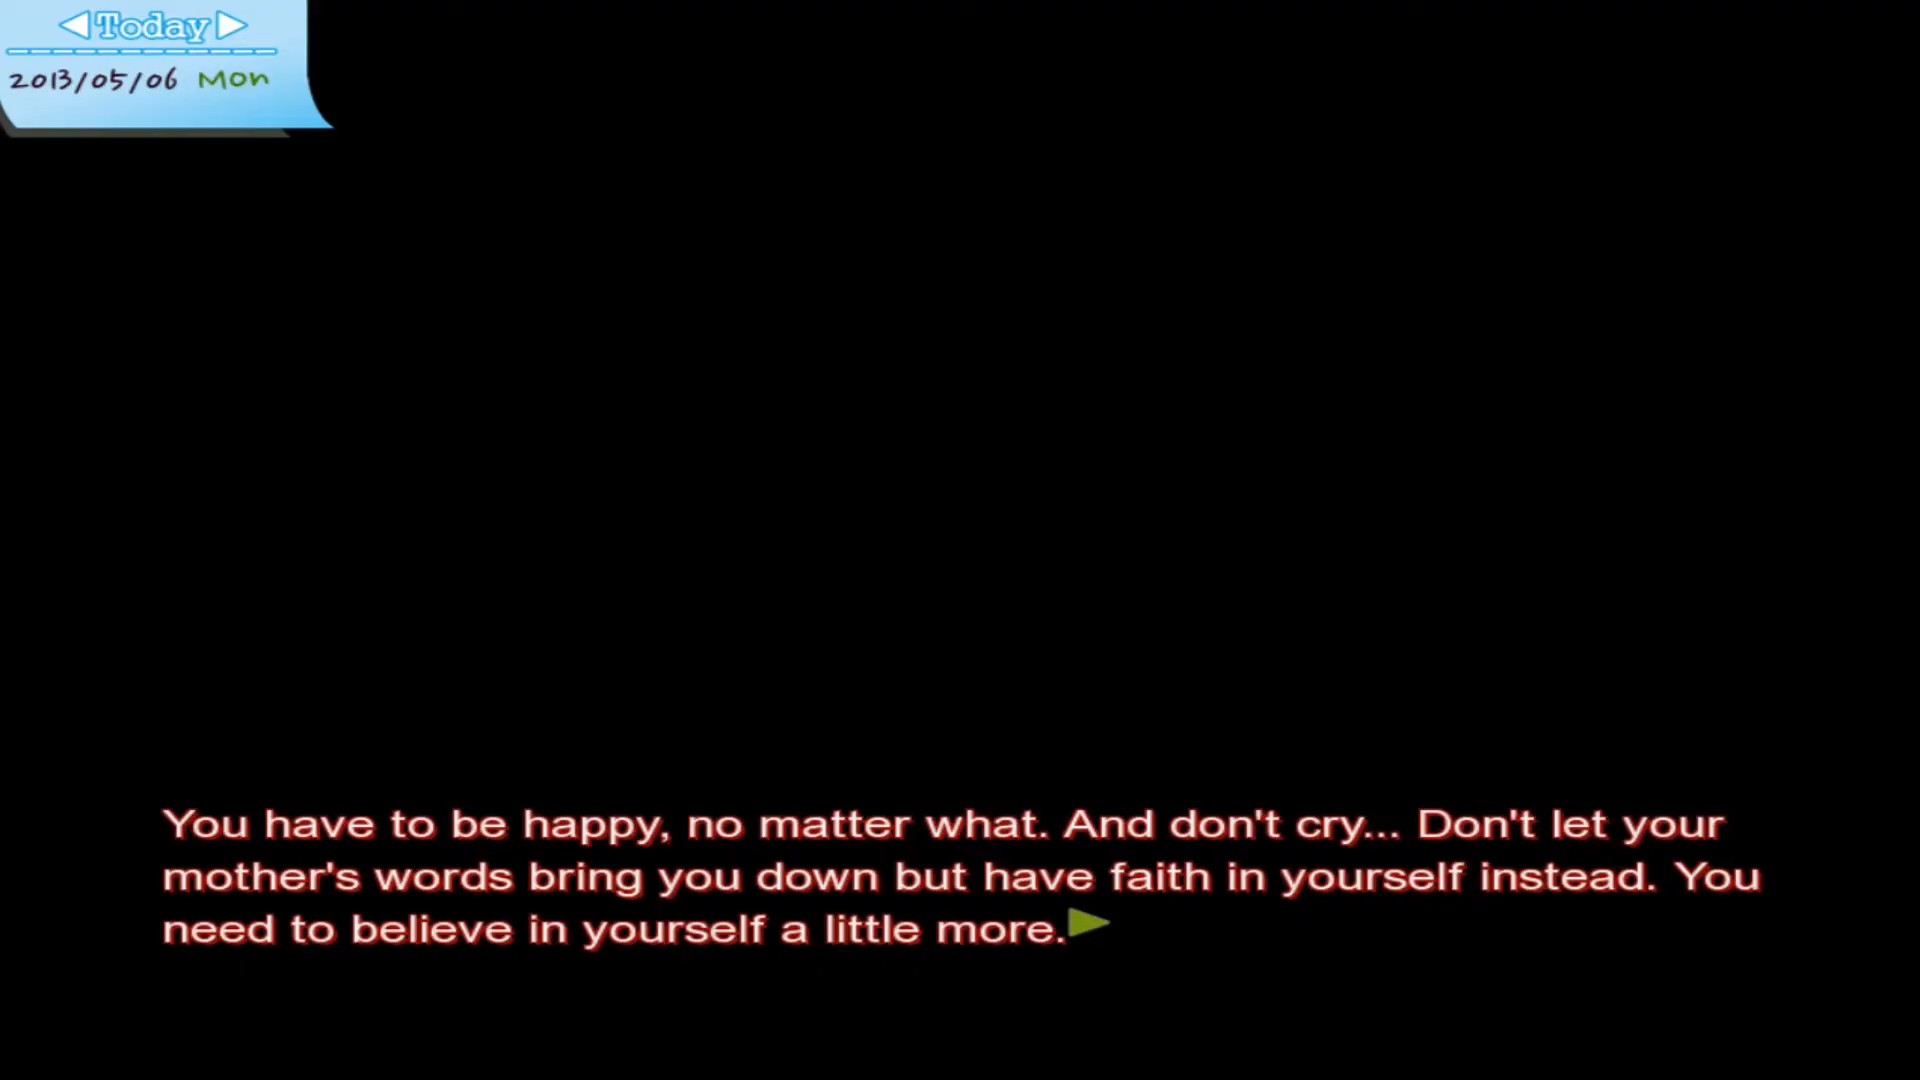 Today
2013/05/06 Mon
You have to be happy, no matter what. And don't cry... Don't let your
mother's words bring you down but have faith in yourself instead. You
need to believe in yourself a little more.